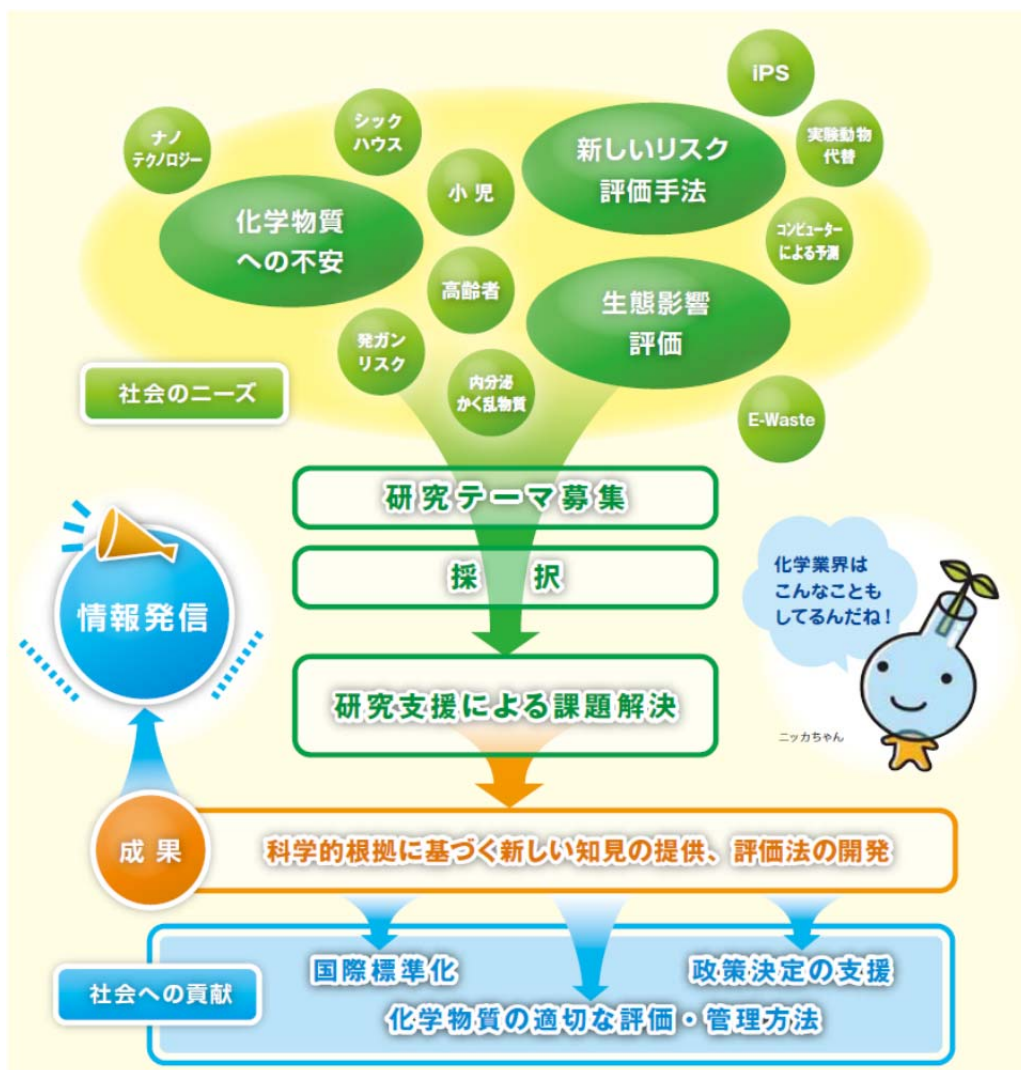 iPS
ナノ
テクノロジー
シック
ハウス
新しいリスク
評価手法
実験動物
代替
小児
化学物質
への不安
コンピューター
による予測
高齢者
生態影響
評価
発ガン
リスク
内分泌
かく乱物質
社会のニーズ
E-Waste
研究テーマ募集
採択
情報発信
化学業界は
こんなことも
してるんだね！
研究支援による課題解決
ニッカちゃん
成果
科学的根拠に基づく新しい知見の提供、評価法の開発
国際標準化
政策決定の支援
社会への貢献
化学物質の適切な評価・管理方法